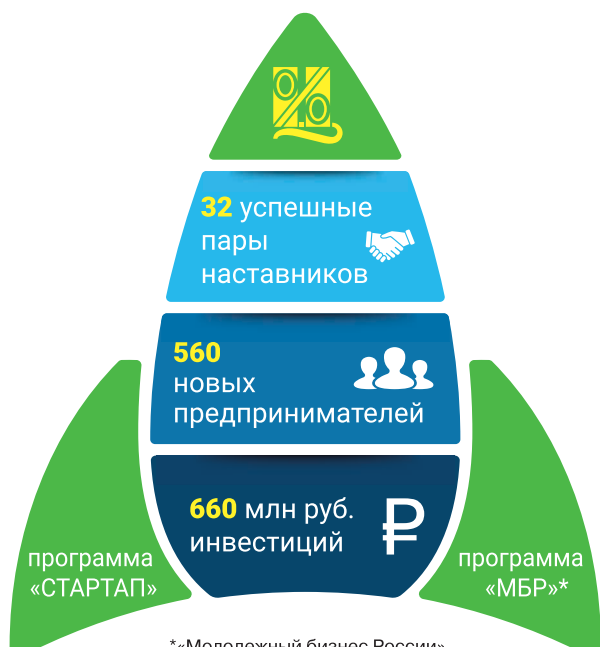 32 успешные
пары
наставников
560
новых
предпринимателей
660 млн руб.
инвестиций
программа
«СТАРТАП»
программа
«МБР»*
*«Молодежный бизнес России»